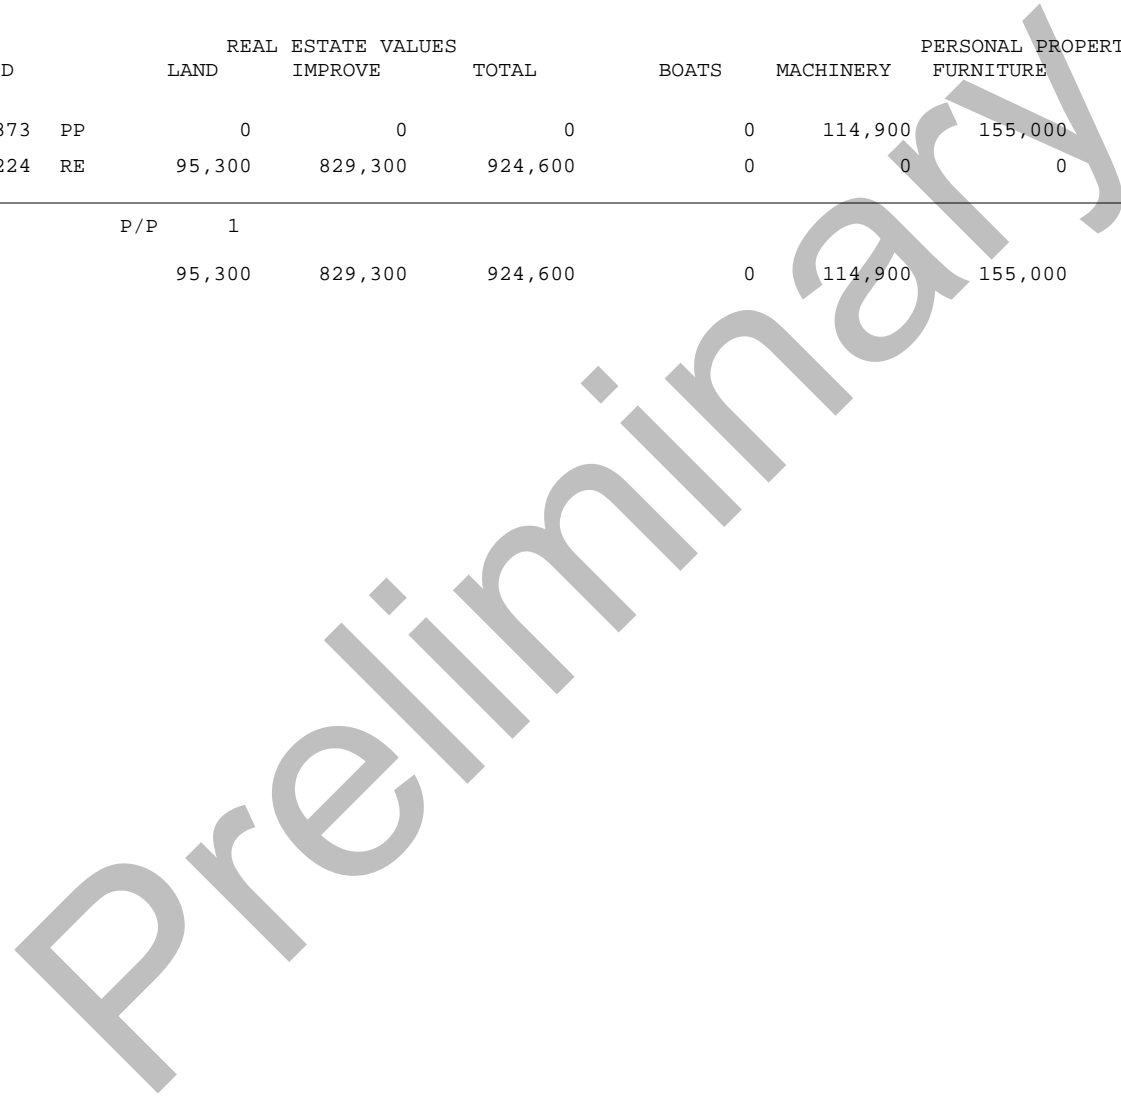 REAL ESTATE VALUES PERSONAL PROPERT
D LAND IMPROVE TOTAL BOATS MACHINERY FURNITURE
373 PP 0 0 0 0 114,900 155,000
224 RE 95,300 829,300 924,600 0 0 0
P/P 1
95,300 829,300 924,600 0 114,900 155,000
Preliminary